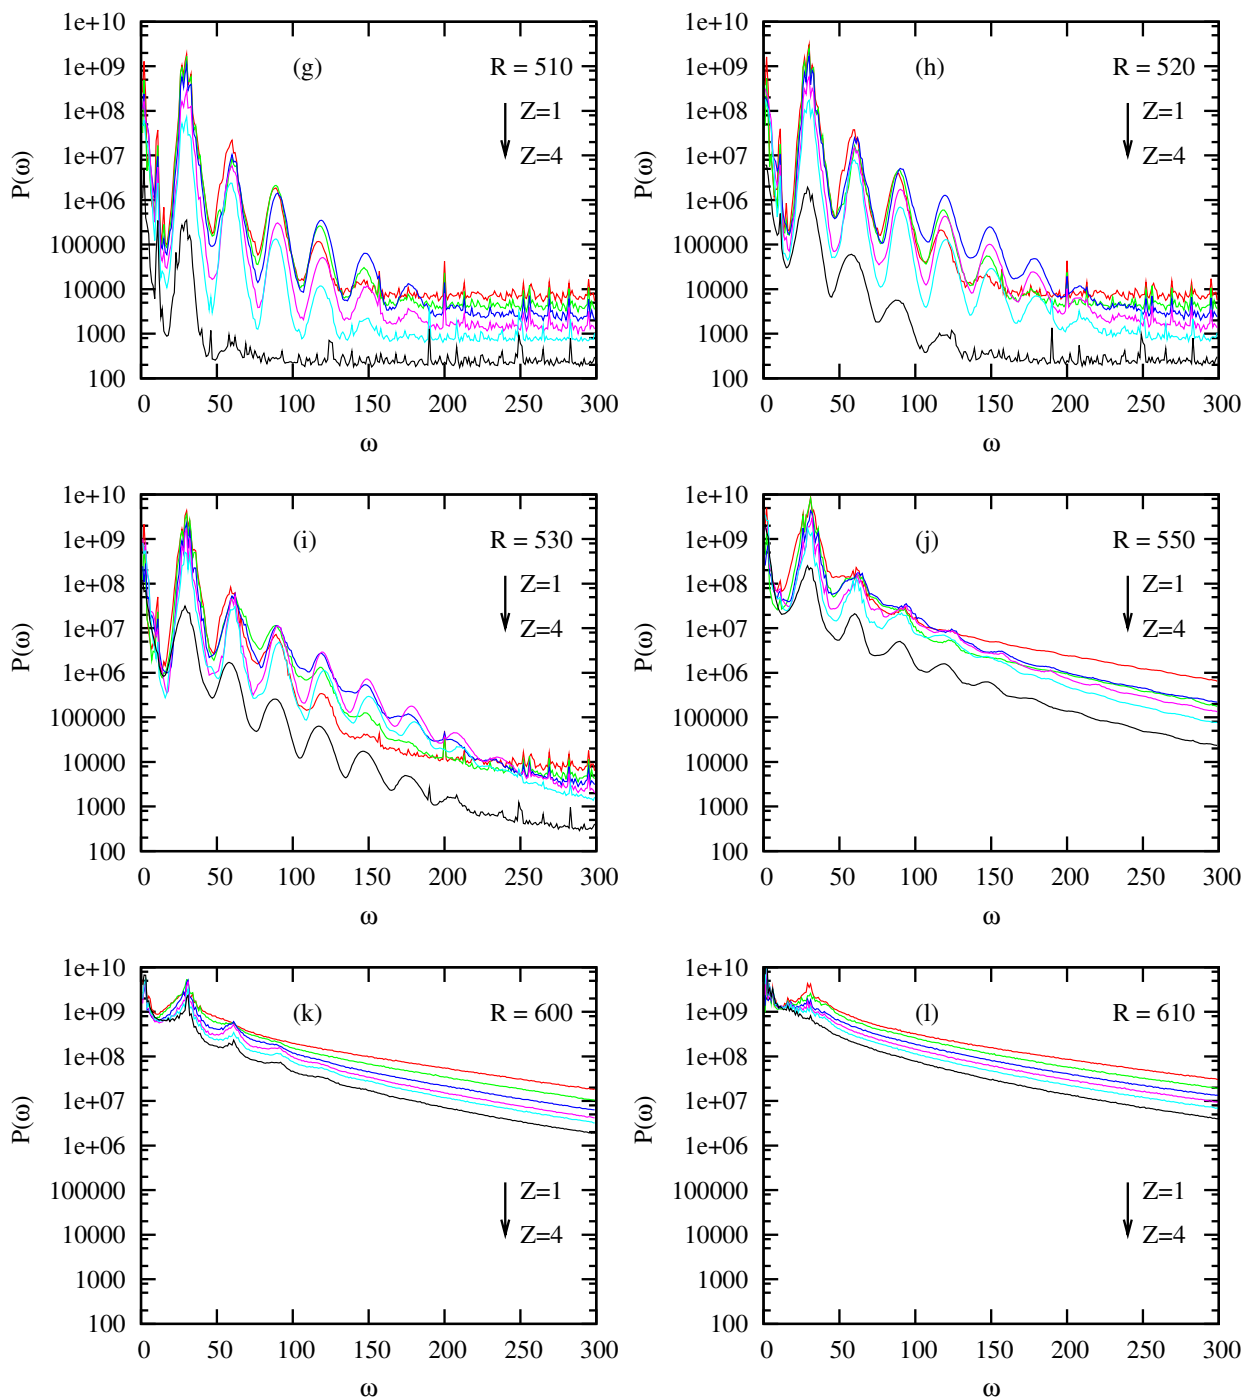 1e+10
1e+09
1e+08
1e+07
1e+06
100000
10000
1000
100
P(ω)
(g)
R = 510
Z=1
Z=4
0 50 100 150 200 250 300
ω
1e+10
1e+09
1e+08
1e+07
1e+06
100000
10000
1000
100
P(ω)
(h)
R = 520
Z=1
Z=4
0 50 100 150 200 250 300
ω
1e+10
1e+09
1e+08
1e+07
1e+06
100000
10000
1000
100
P(ω)
(i)
R = 530
Z=1
Z=4
0 50 100 150 200 250 300
ω
1e+10
1e+09
1e+08
1e+07
1e+06
100000
10000
1000
100
P(ω)
(j)
R = 550
Z=1
Z=4
0 50 100 150 200 250 300
ω
1e+10
1e+09
1e+08
1e+07
1e+06
100000
10000
1000
100
P(ω)
(k)
R = 600
Z=1
Z=4
0 50 100 150 200 250 300
ω
1e+10
1e+09
1e+08
1e+07
1e+06
100000
10000
1000
100
P(ω)
(l)
R = 610
Z=1
Z=4
0 50 100 150 200 250 300
ω